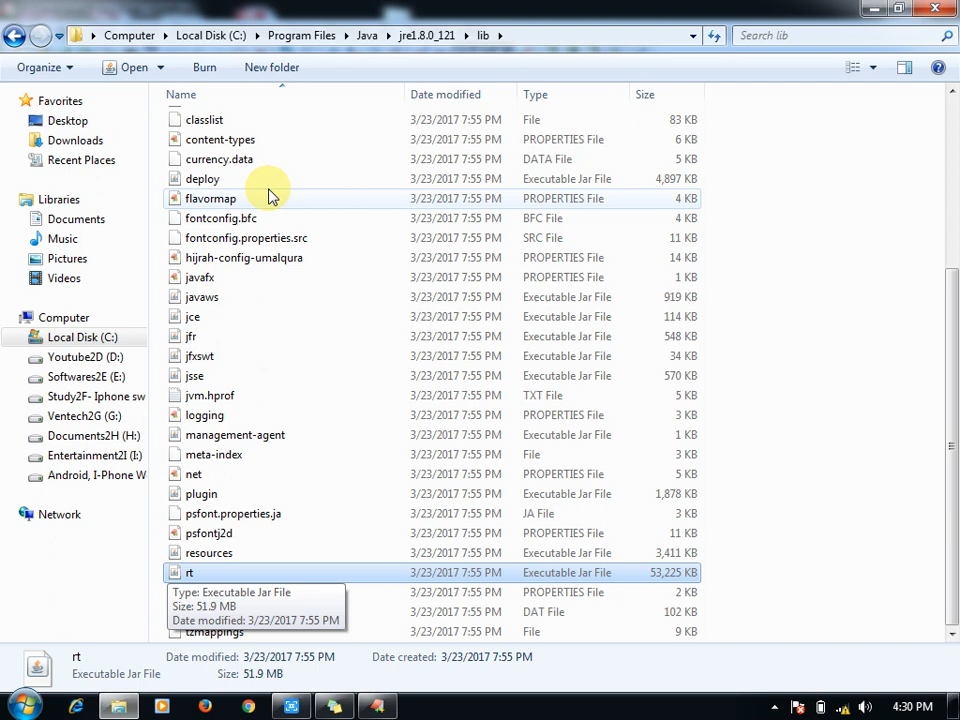 Computer Local Disk (C:) Program Files Java jre1.8.0_121 lib Search lib
Organize Open Burn New folder
Name Date modified Type Size
Favorites
Desktop
Downloads
Recent Places
Libraries
Documents
Music
Pictures
Videos
Computer
Local Disk (C:)
Youtube2D (D:)
Softwares2E (E:)
Study2F- Iphone sw
Ventech2G (G:)
Documents2H (H:)
Entertainment2I (I:)
Android, I-Phone W
Network
classlist 3/23/2017 7:55 PM File 83 KB
content-types 3/23/2017 7:55 PM PROPERTIES File 6 KB
currency.data 3/23/2017 7:55 PM DATA File 5 KB
deploy 3/23/2017 7:55 PM Executable Jar File 4,897 KB
flavormap 3/23/2017 7:55 PM PROPERTIES File 4 KB
fontconfig.bfc 3/23/2017 7:55 PM BFC File 4 KB
fontconfig.properties.src 3/23/2017 7:55 PM SRC File 11 KB
hijrah-config-umalqura 3/23/2017 7:55 PM PROPERTIES File 14 KB
javafx 3/23/2017 7:55 PM PROPERTIES File 1 KB
javaws 3/23/2017 7:55 PM Executable Jar File 919 KB
jce 3/23/2017 7:55 PM Executable Jar File 114 KB
jfr 3/23/2017 7:55 PM Executable Jar File 548 KB
jfxswt 3/23/2017 7:55 PM Executable Jar File 34 KB
jsse 3/23/2017 7:55 PM Executable Jar File 570 KB
jvm.hprof 3/23/2017 7:55 PM TXT File 5 KB
logging 3/23/2017 7:55 PM PROPERTIES File 3 KB
management-agent 3/23/2017 7:55 PM Executable Jar File 1 KB
meta-index 3/23/2017 7:55 PM File 3 KB
net 3/23/2017 7:55 PM PROPERTIES File 5 KB
plugin 3/23/2017 7:55 PM Executable Jar File 1,878 KB
psfont.properties.ja 3/23/2017 7:55 PM JA File 3 KB
psfontj2d 3/23/2017 7:55 PM PROPERTIES File 11 KB
resources 3/23/2017 7:55 PM Executable Jar File 3,411 KB
rt 3/23/2017 7:55 PM Executable Jar File 53,225 KB
3/23/2017 7:55 PM PROPERTIES File 2 KB
3/23/2017 7:55 PM DAT File 102 KB
tzmappings 3/23/2017 7:55 PM File 9 KB
Type: Executable Jar File
Size: 51.9 MB
Date modified: 3/23/2017 7:55 PM
rt Date modified: 3/23/2017 7:55 PM Date created: 3/23/2017 7:55 PM
Executable Jar File Size: 51.9 MB
4:30 PM